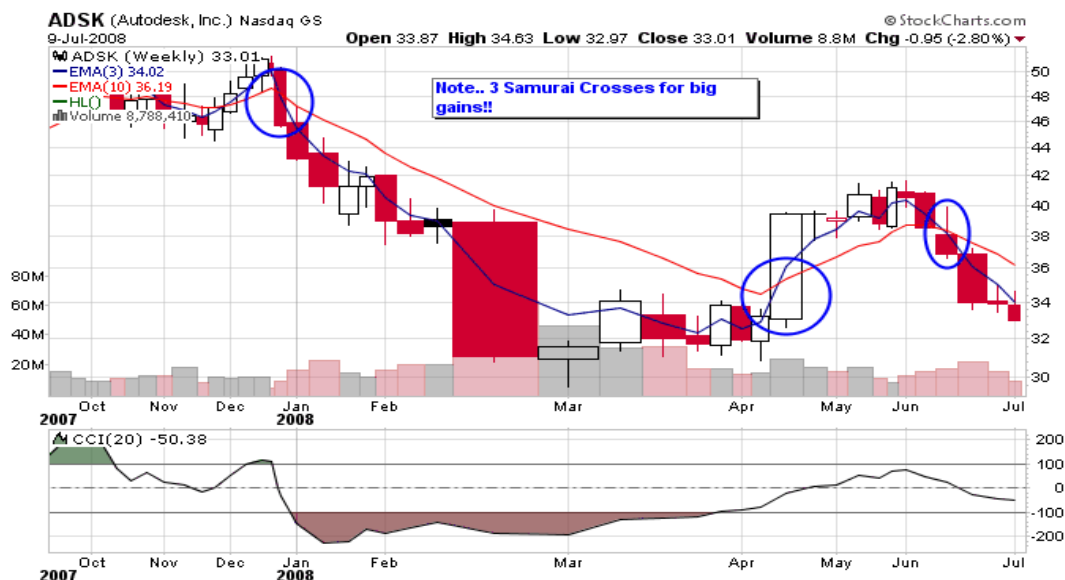 ADSK (Autodesk, Inc.) Nasdaq GS © StockCharts.com
9-Jul-2008 Open 33.87 High 34.63 Low 32.97 Close 33.01 Volume 8.8M Chg -0.95 (-2.80%)
ADSK (Weekly) 33.01
EMA(3) 34.02
EMA(10) 36.19
HL()
Volume 8,788,410
Note.. 3 Samurai Crosses for big
gains!!
50
48
46
44
42
40
38
36
34
32
30
80M
60M
40M
20M
Oct Nov Dec Jan Feb Mar Apr May Jun Jul
2007 2008
CCI(20) -50.38
200
100
0
-100
-200
Oct Nov Dec Jan Feb Mar Apr May Jun Jul
2007 2008